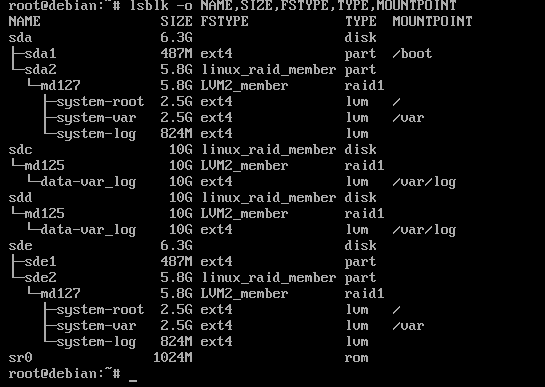 root@debian:~# lsblk -o NAME,SIZE,FSTYPE,TYPE,MOUNTPOINT
NAME                SIZE FSTYPE            TYPE  MOUNTPOINT
sda                 6.3G                   disk
├─sda1              487M ext4              part  /boot
└─sda2              5.8G linux_raid_member part
  └─md127           5.8G LVM2_member       raid1
    ├─system-root   2.5G ext4              lvm   /
    ├─system-var    2.5G ext4              lvm   /var
    └─system-log    824M ext4              lvm
sdc                  10G linux_raid_member disk
└─md125              10G LVM2_member       raid1
  └─data-var_log     10G ext4              lvm   /var/log
sdd                  10G linux_raid_member disk
└─md125              10G LVM2_member       raid1
  └─data-var_log     10G ext4              lvm   /var/log
sde                 6.3G                   disk
├─sde1              487M ext4              part
└─sde2              5.8G linux_raid_member part
  └─md127           5.8G LVM2_member       raid1
    ├─system-root   2.5G ext4              lvm   /
    ├─system-var    2.5G ext4              lvm   /var
    └─system-log    824M ext4              lvm
sr0                1024M                   rom
root@debian:~# _